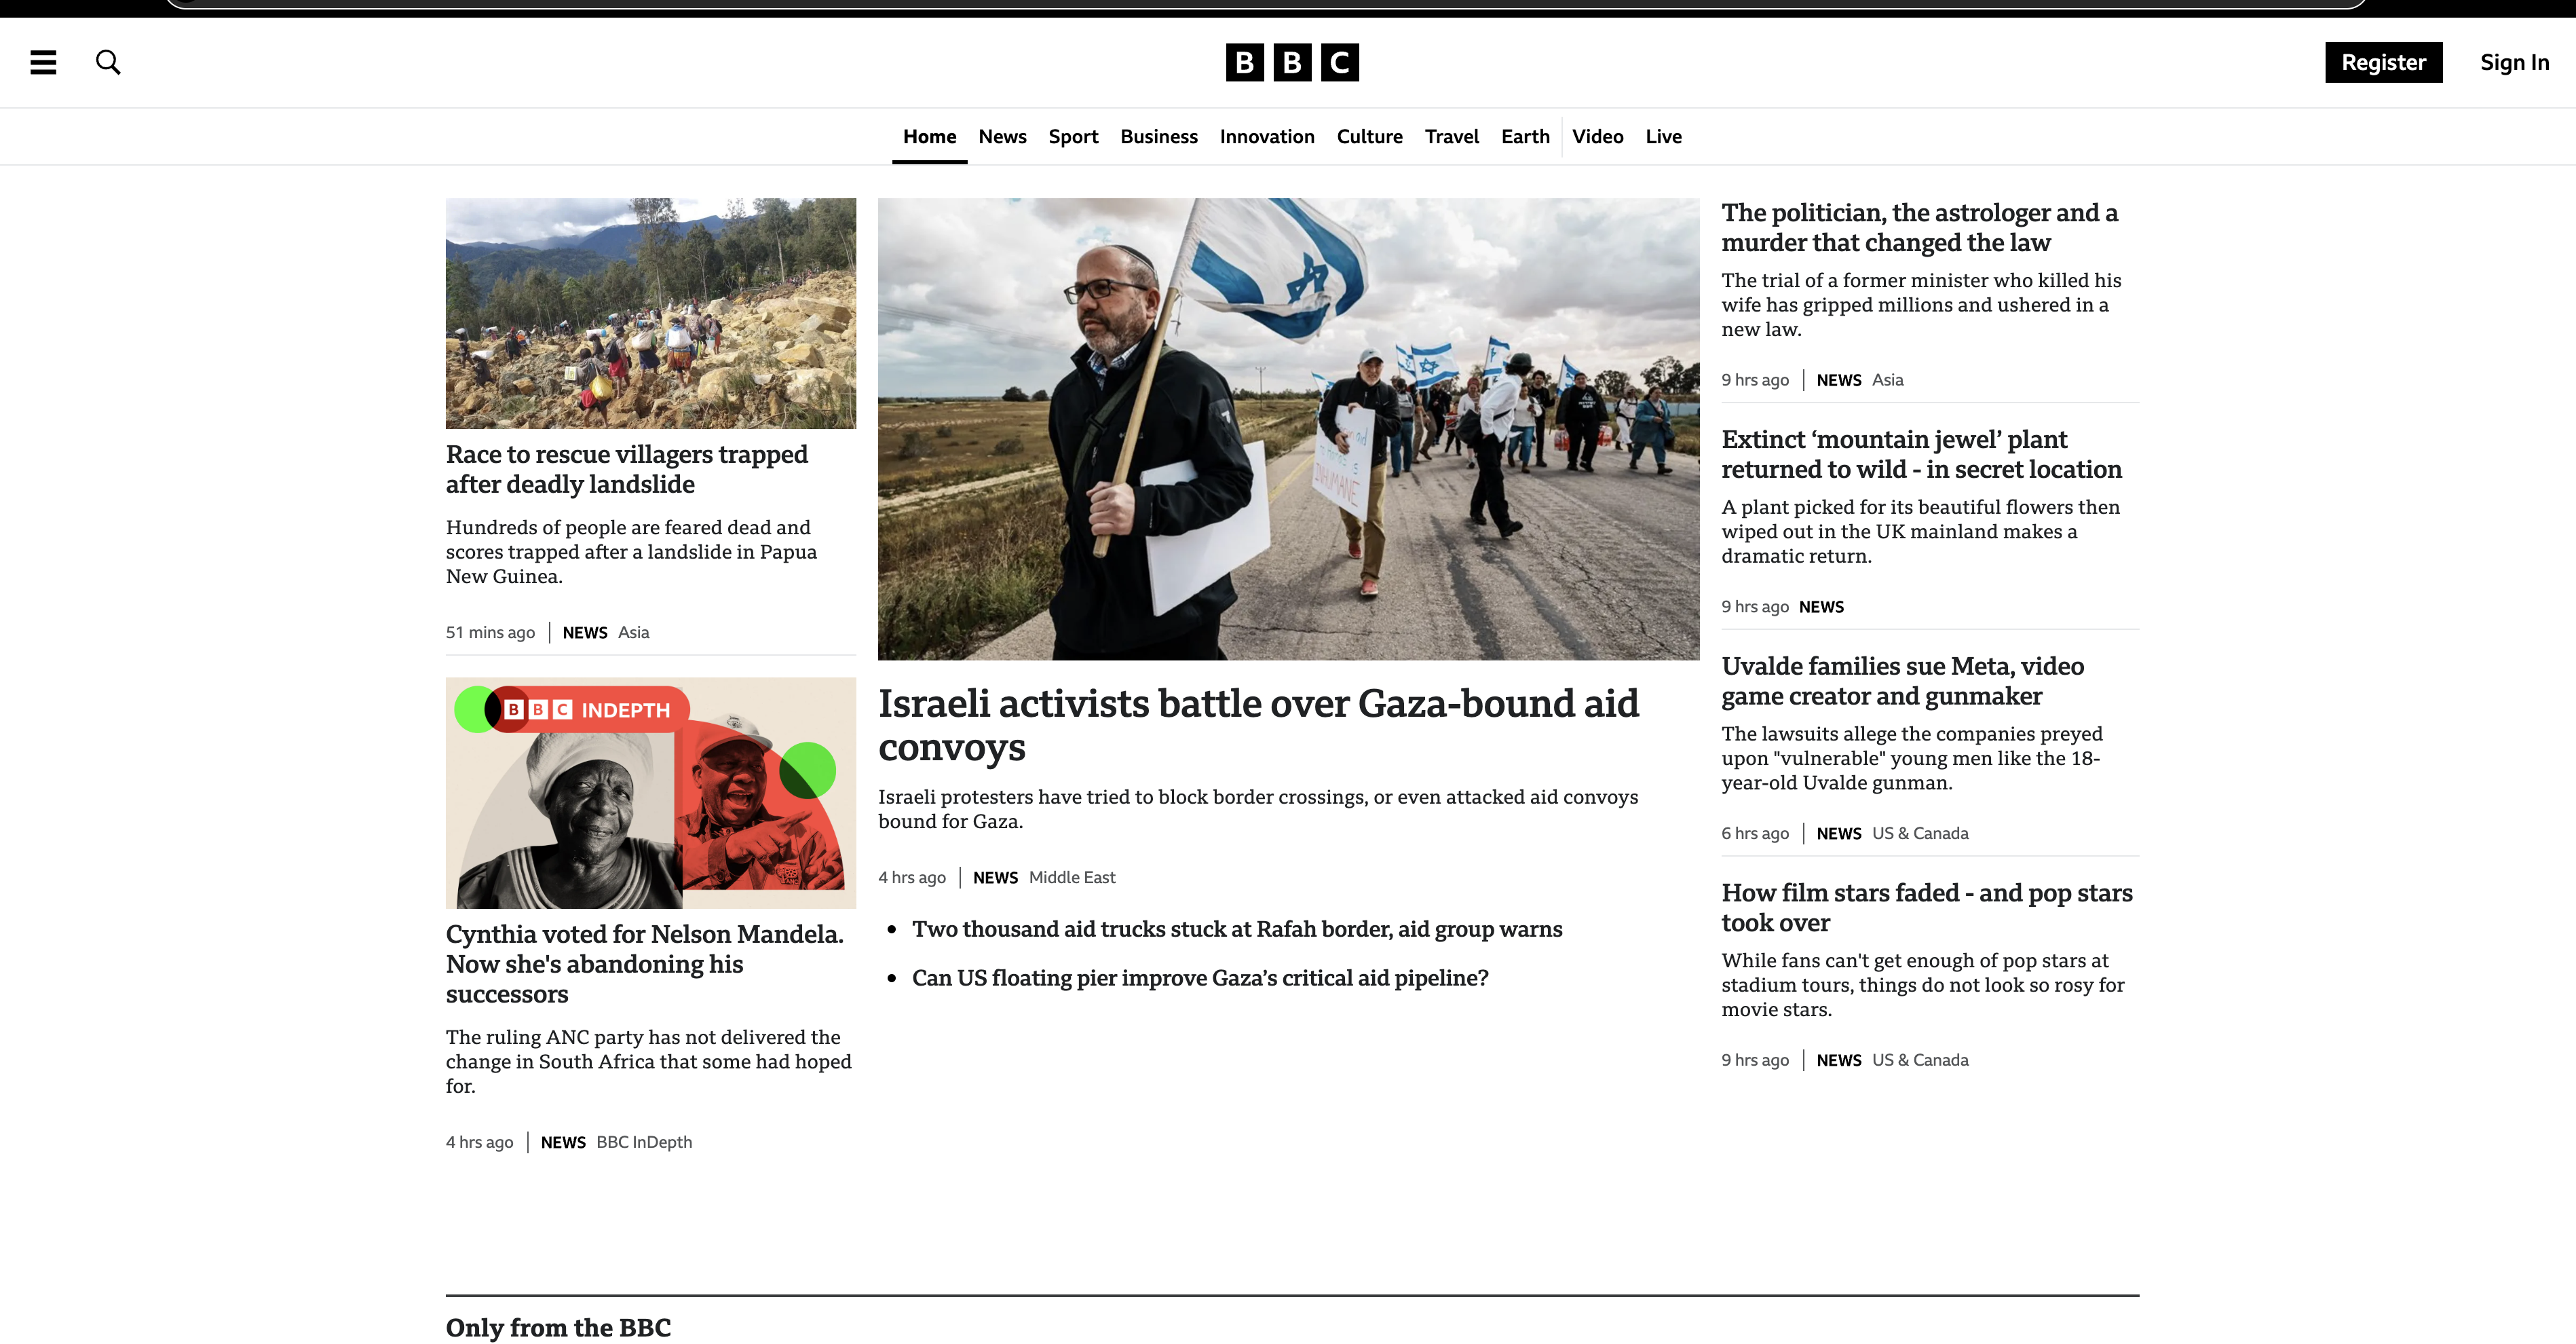 BBC
Register
Sign In
Home
News
Sport
Business
Innovation
Culture
Travel
Earth
Video
Live
Race to rescue villagers trapped
after deadly landslide
Hundreds of people are feared dead and
scores trapped after a landslide in Papua
New Guinea.
51 mins ago
NEWS Asia
BBC INDEPTH
Cynthia voted for Nelson Mandela.
Now she's abandoning his
successors
The ruling ANC party has not delivered the
change in South Africa that some had hoped
for.
4 hrs ago
NEWS BBC InDepth
INHUMANE
Israeli activists battle over Gaza-bound aid
convoys
Israeli protesters have tried to block border crossings, or even attacked aid convoys
bound for Gaza.
4 hrs ago
NEWS Middle East
• Two thousand aid trucks stuck at Rafah border, aid group warns
• Can US floating pier improve Gaza’s critical aid pipeline?
The politician, the astrologer and a
murder that changed the law
The trial of a former minister who killed his
wife has gripped millions and ushered in a
new law.
9 hrs ago
NEWS Asia
Extinct ‘mountain jewel’ plant
returned to wild - in secret location
A plant picked for its beautiful flowers then
wiped out in the UK mainland makes a
dramatic return.
9 hrs ago NEWS
Uvalde families sue Meta, video
game creator and gunmaker
The lawsuits allege the companies preyed
upon "vulnerable" young men like the 18-
year-old Uvalde gunman.
6 hrs ago
NEWS US & Canada
How film stars faded - and pop stars
took over
While fans can't get enough of pop stars at
stadium tours, things do not look so rosy for
movie stars.
9 hrs ago
NEWS US & Canada
Only from the BBC